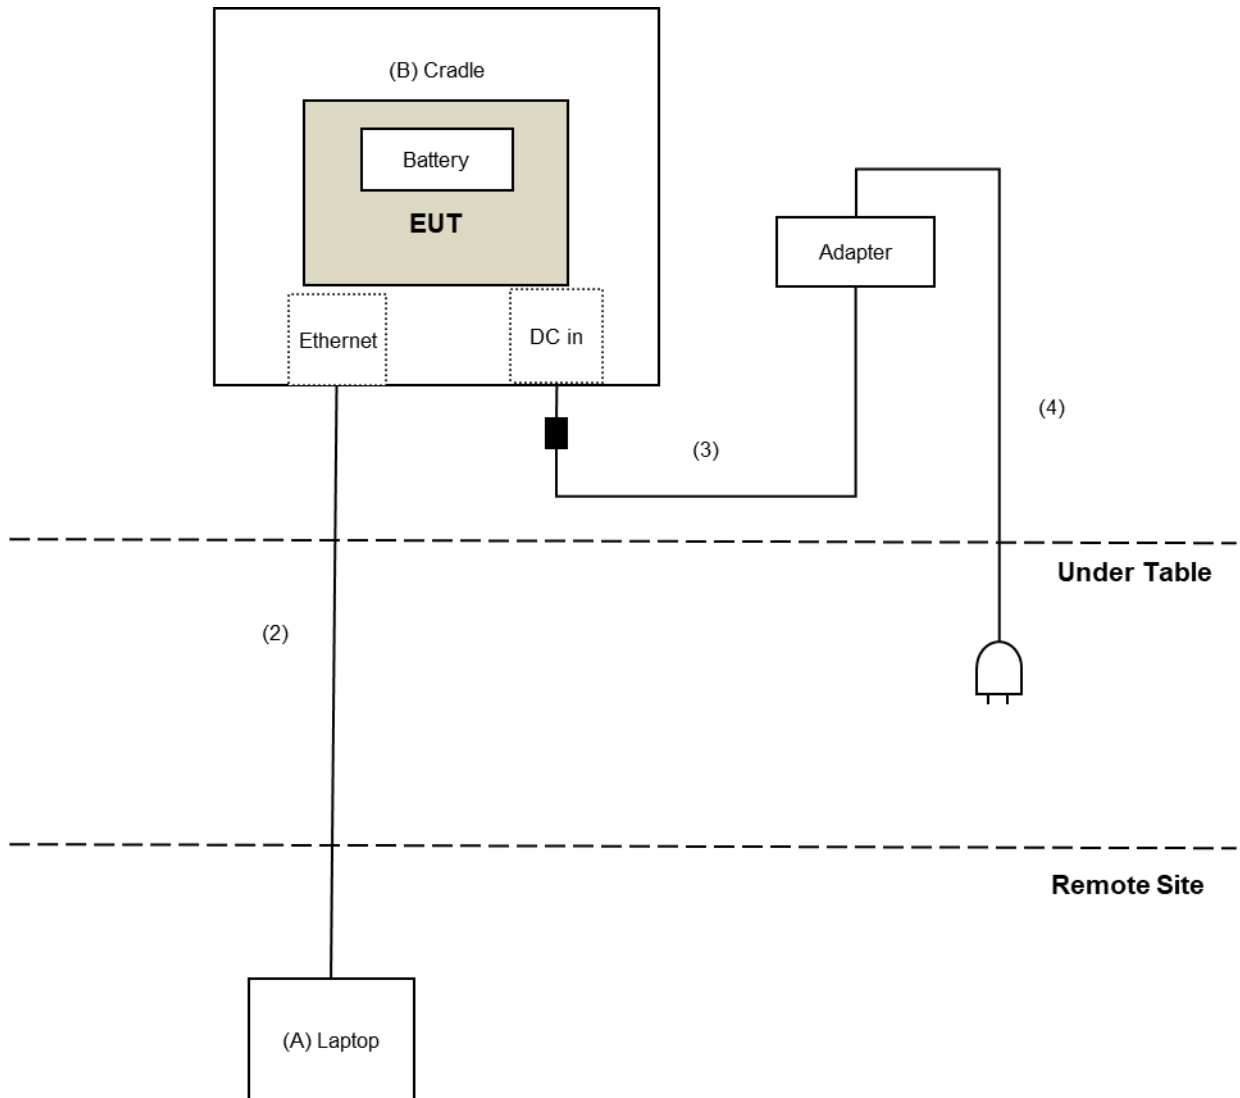 (B) Cradle
Battery
EUT
Adapter
Ethernet
DC in
(4)
(3)
Under Table
(2)
Remote Site
(A) Laptop